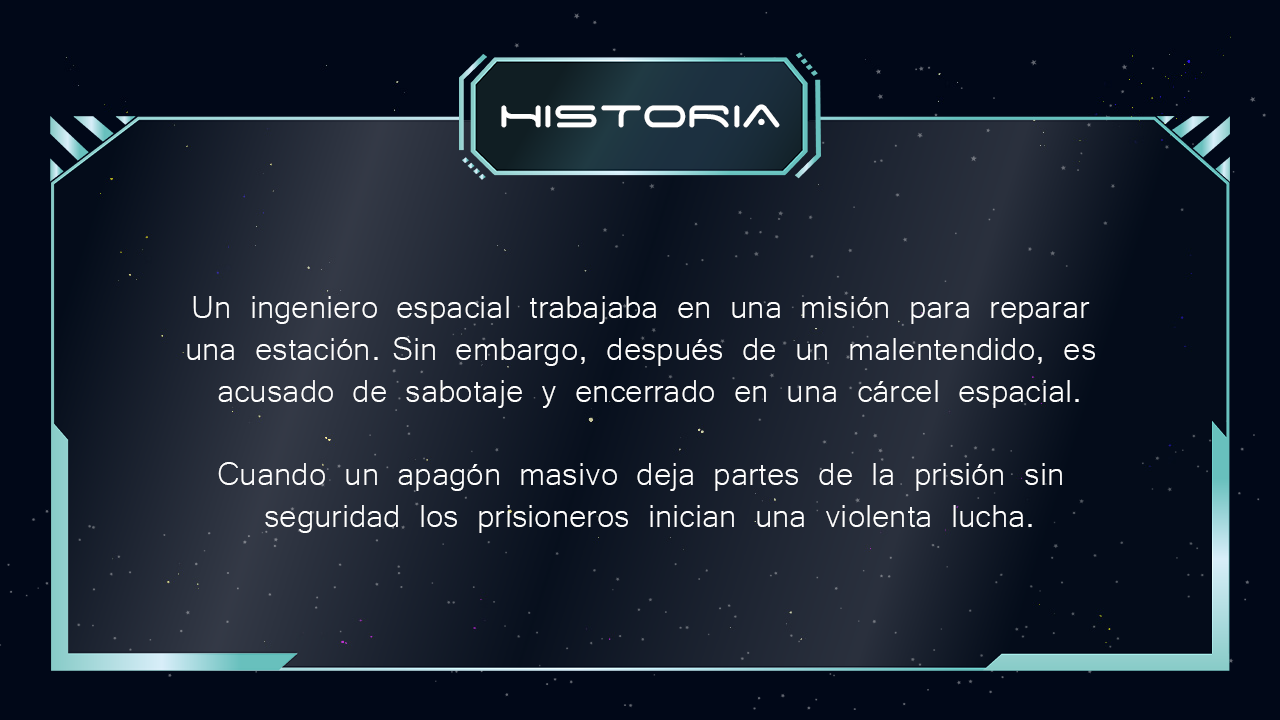 HISTORIA
Un ingeniero espacial trabajaba en una misión para reparar
una estación. Sin embargo, después de un malentendido, es
acusado de sabotaje y encerrado en una cárcel espacial.
Cuando un apagón masivo deja partes de la prisión sin
seguridad los prisioneros inician una violenta lucha.